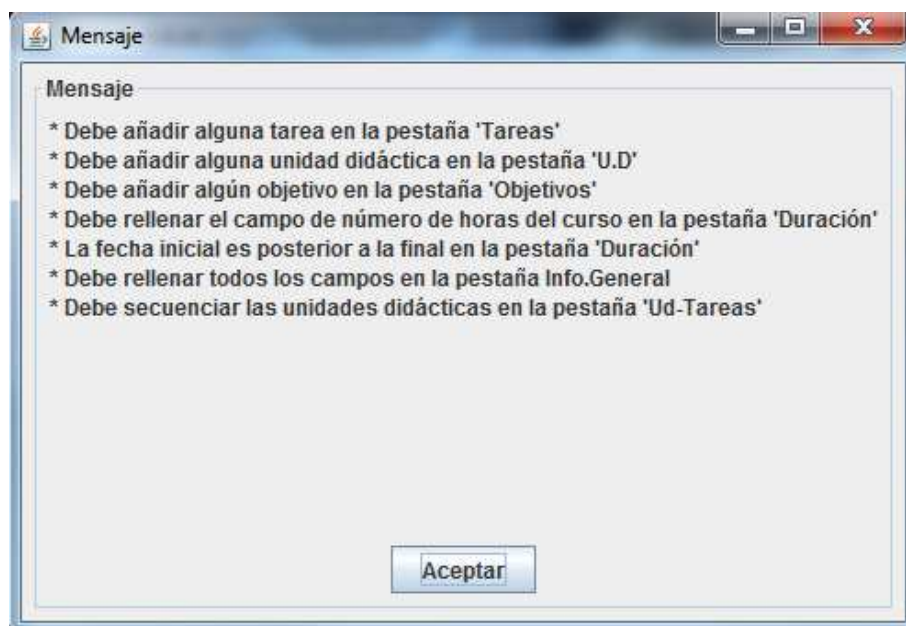 Mensaje
Mensaje
* Debe añadir alguna tarea en la pestaña 'Tareas'
* Debe añadir alguna unidad didáctica en la pestaña 'U.D'
* Debe añadir algún objetivo en la pestaña 'Objetivos'
* Debe rellenar el campo de número de horas del curso en la pestaña 'Duración'
* La fecha inicial es posterior a la final en la pestaña 'Duración'
* Debe rellenar todos los campos en la pestaña Info.General
* Debe secuenciar las unidades didácticas en la pestaña 'Ud-Tareas'
Aceptar